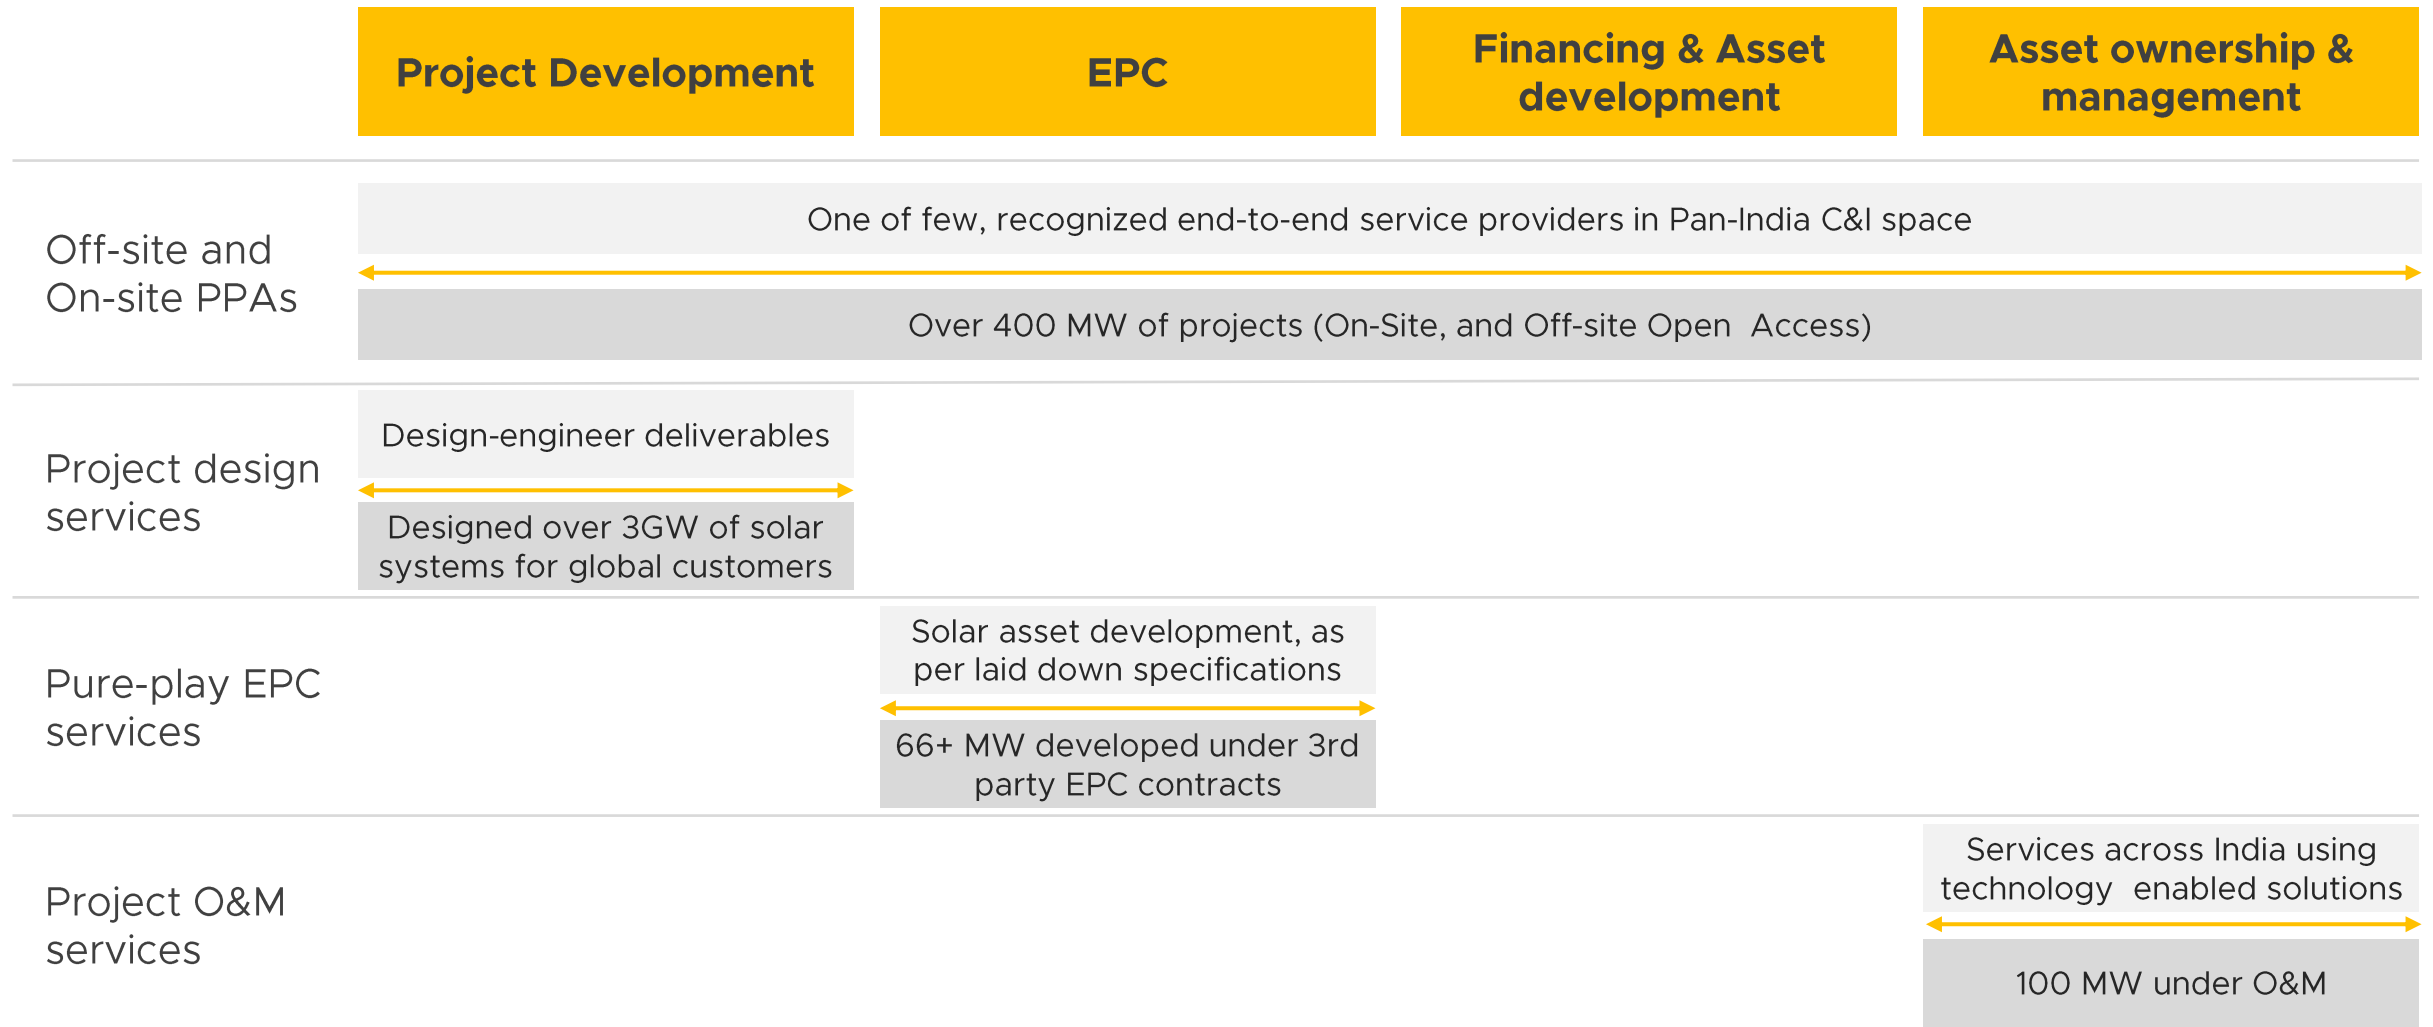 Project Development
EPC
Financing & Asset
development
Asset ownership &
management
Off-site and
On-site PPAs
One of few, recognized end-to-end service providers in Pan-India C&I space
Over 400 MW of projects (On-Site, and Off-site Open  Access)
Project design
services
Design-engineer deliverables
Designed over 3GW of solar
systems for global customers
Pure-play EPC
services
Solar asset development, as
per laid down specifications
66+ MW developed under 3rd
party EPC contracts
Project O&M
services
Services across India using
technology  enabled solutions
100 MW under O&M